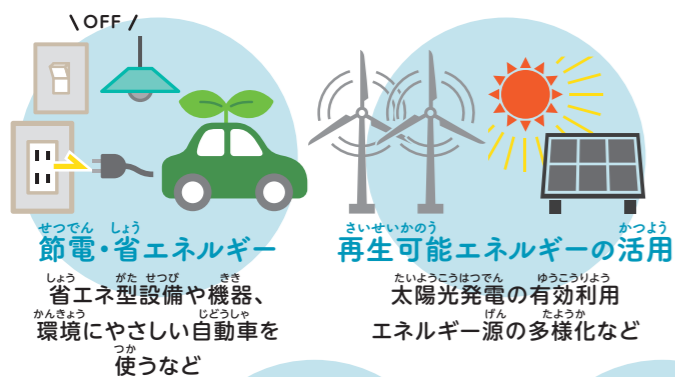 \ OFF /
せつでん しょう
節電・省エネルギー
しょう がた せつび きき
省エネ型設備や機器、
かんきょう じどうしゃ
環境にやさしい自動車を
つか
使うなど
さいせいかのう かつよう
再生可能エネルギーの活用
たいようこうはつでん ゆうこうりよう
太陽光発電の有効利用
げん たようか
エネルギー源の多様化など